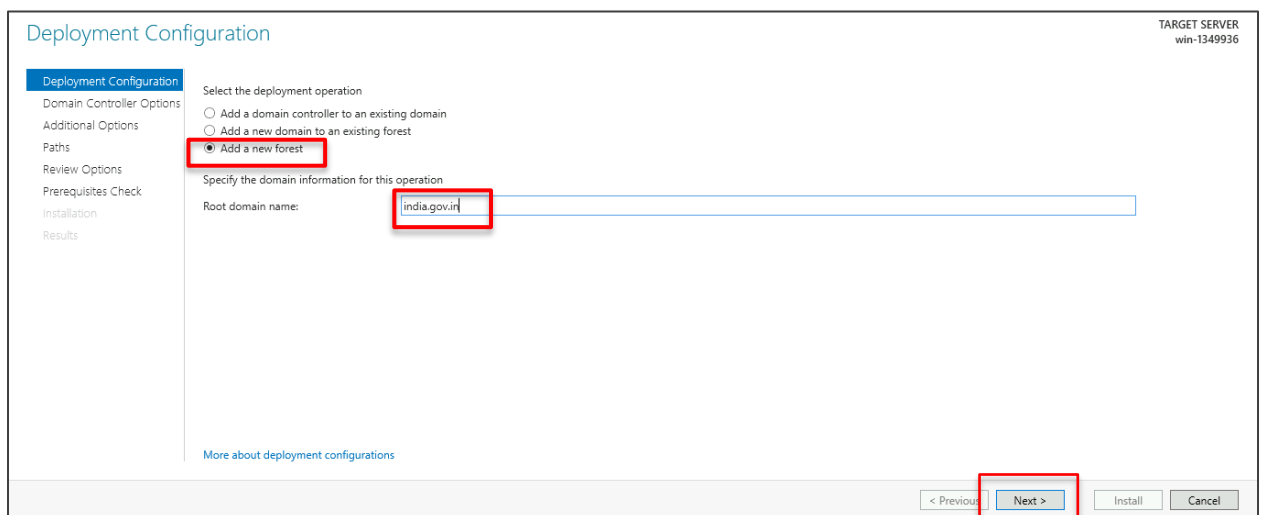 Deployment Configuration
TARGET SERVER
win-1349936
Deployment Configuration
Domain Controller Options
Additional Options
Paths
Review Options
Prerequisites Check
Installation
Results
Select the deployment operation
Add a domain controller to an existing domain
Add a new domain to an existing forest
Add a new forest
Specify the domain information for this operation
Root domain name: india.gov.in
More about deployment configurations
< Previous Next > Install Cancel